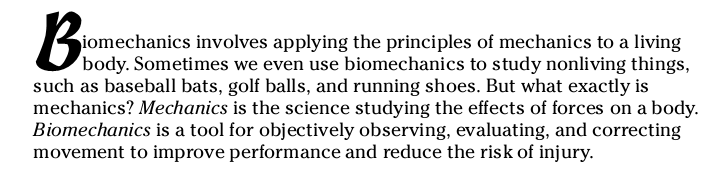 Biomechanics involves applying the principles of mechanics to a living
body. Sometimes we even use biomechanics to study nonliving things,
such as baseball bats, golf balls, and running shoes. But what exactly is
mechanics? Mechanics is the science studying the effects of forces on a body.
Biomechanics is a tool for objectively observing, evaluating, and correcting
movement to improve performance and reduce the risk of injury.